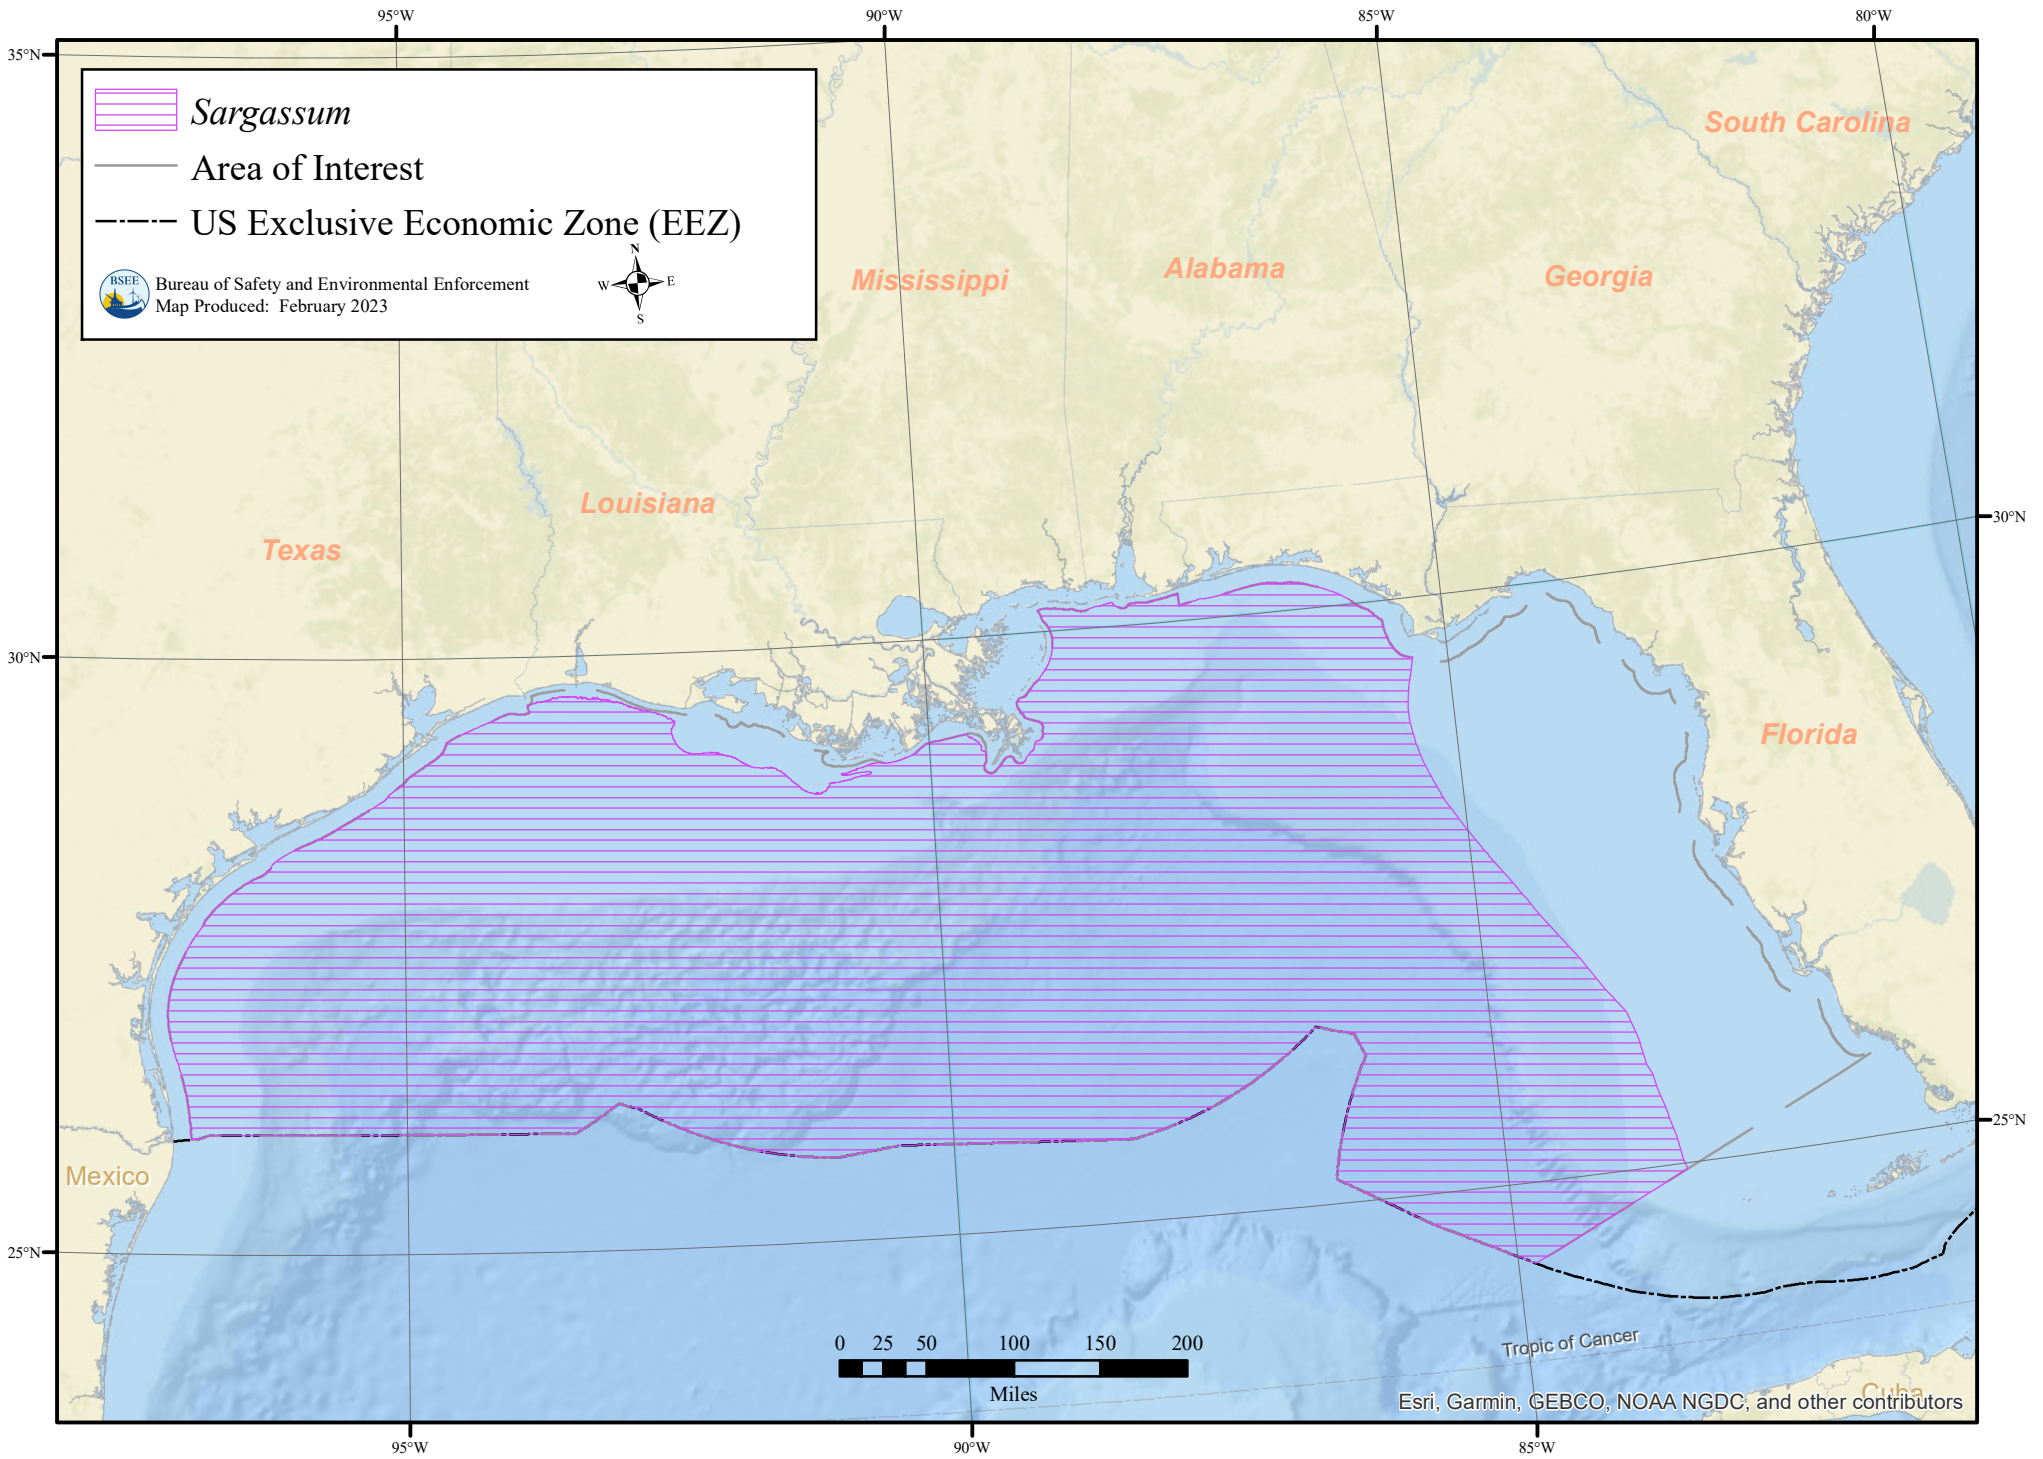 95°W 90°W 85°W 80°W
35°N
Sargassum
Area of Interest
US Exclusive Economic Zone (EEZ)
N
W E
S
BSEE
Bureau of Safety and Environmental Enforcement
Map Produced: February 2023
South Carolina
Mississippi
Alabama
Georgia
Louisiana
Texas
30°N
30°N
Florida
25°N
Mexico
25°N
0 25 50 100 150 200
Miles
Tropic of Cancer
Cuba
Esri, Garmin, GEBCO, NOAA NGDC, and other contributors
95°W 90°W 85°W